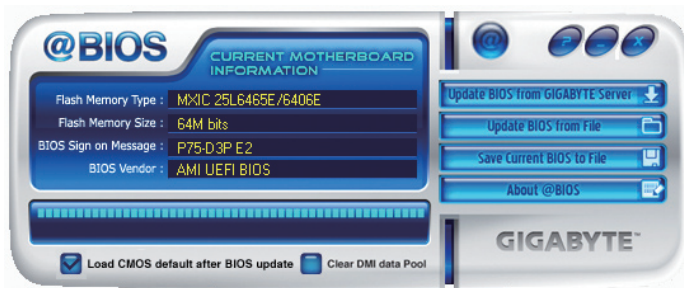 @BIOS
CURRENT MOTHERBOARD
INFORMATION
Flash Memory Type : MXIC 25L6465E/6406E
Flash Memory Size : 64M bits
BIOS Sign on Message : P75-D3P E2
BIOS Vendor : AMI UEFI BIOS
Load CMOS default after BIOS update
Clear DMI data Pool
@
?
-
X
Update BIOS from GIGABYTE Server
Update BIOS from File
Save Current BIOS to File
About @BIOS
GIGABYTE™